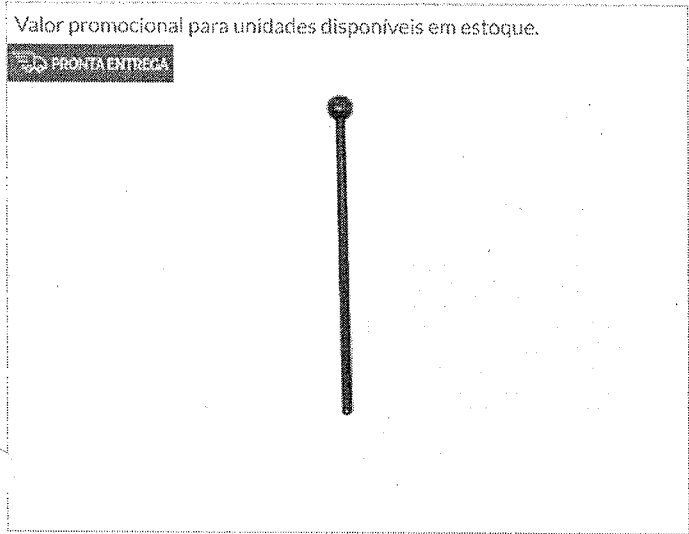 Valor promocional para unidades disponíveis em estoque.
PRONTA ENTREGA